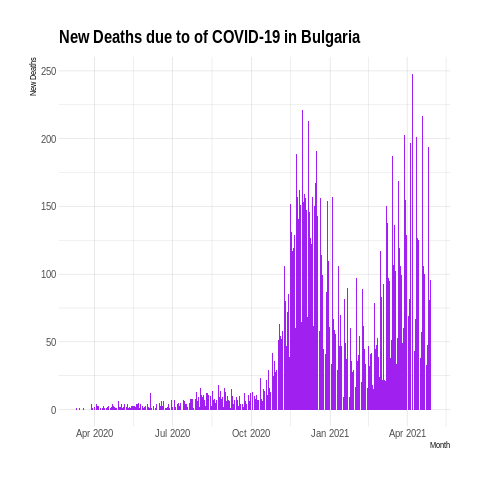 New Deaths due to of COVID-19 in Bulgaria
New Deaths
250
200
150
100
50
0
Apr 2020 Jul 2020 Oct 2020 Jan 2021 Apr 2021
Month